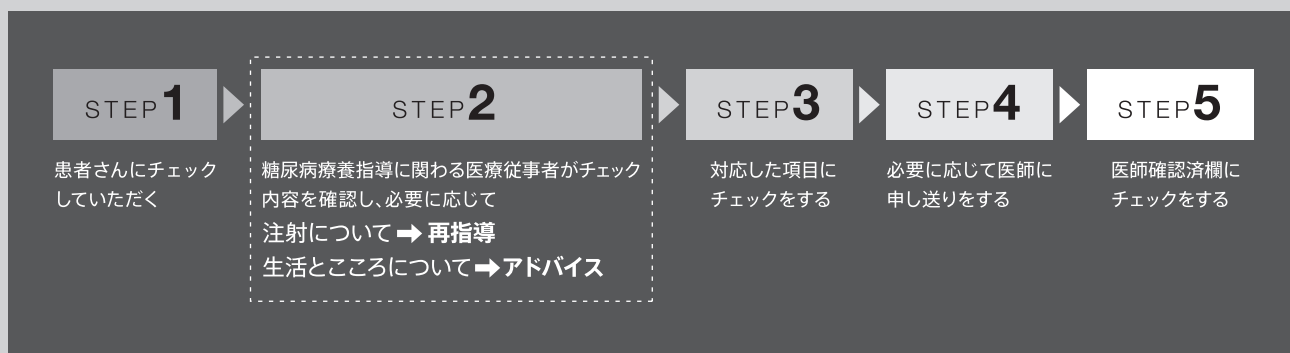 STEP1
患者さんにチェック
していただく
STEP2
糖尿病療養指導に関わる医療従事者がチェック
内容を確認し、必要に応じて
注射について➡再指導
生活とこころについて➡アドバイス
STEP3
対応した項目に
チェックをする
STEP4
必要に応じて医師に
申し送りをする
STEP5
医師確認済欄に
チェックをする